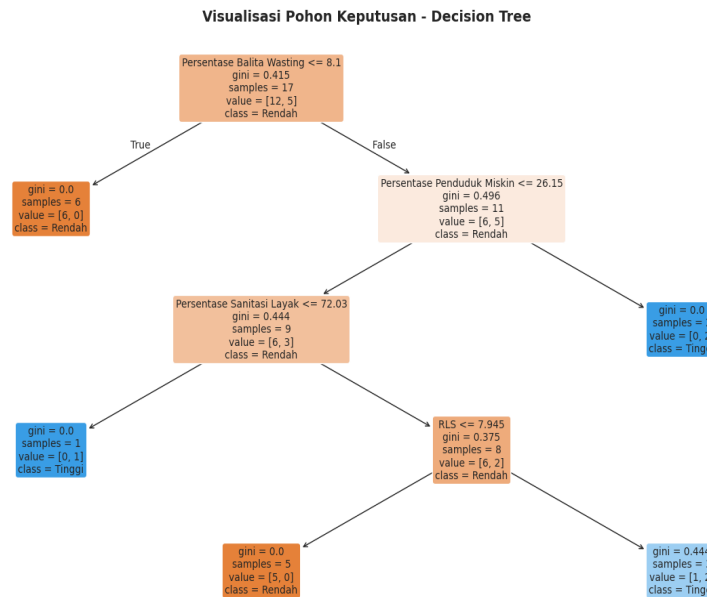 Visualisasi Pohon Keputusan - Decision Tree
Persentase Balita Wasting <= 8.1
gini = 0.415
samples = 17
value = [12, 5]
class = Rendah
True
False
gini = 0.0
samples = 6
value = [6, 0]
class = Rendah
Persentase Penduduk Miskin <= 26.15
gini = 0.496
samples = 11
value = [6, 5]
class = Rendah
Persentase Sanitasi Layak <= 72.03
gini = 0.444
samples = 9
value = [6, 3]
class = Rendah
gini = 0.0
samples =
value = [0,
class =
gini = 0.0
samples = 1
value = [0, 1]
class = Tinggi
RLS <= 7.945
gini = 0.375
samples = 8
value = [6, 2]
class = Rendah
gini = 0.0
samples = 5
value = [5, 0]
class = Rendah
gini = 0.444
samples =
value = [1,
class =